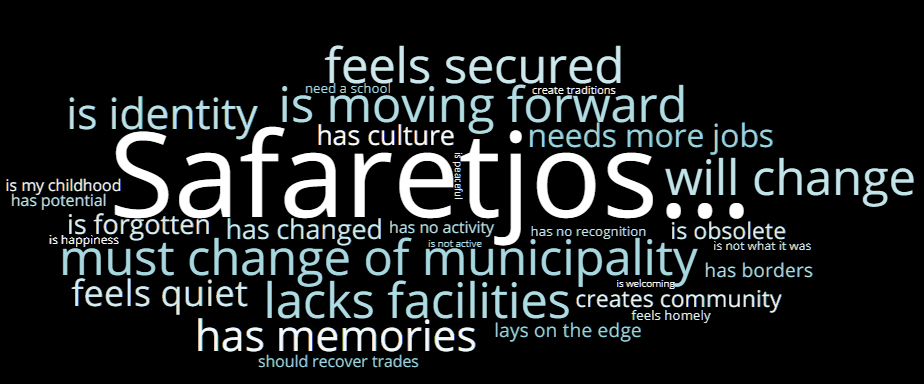 feels secured
need a school
create traditions
is moving forward
is identity
has culture
needs more jobs
Safaretjos...
is peaceful
will change
is my childhood
has potential
is forgotten
has changed
has no activity
has no recognition
is obsolete
is happiness
is not active
is not what it was
must change of municipality
has borders
is welcoming
feels quiet
lacks facilities
creates community
feels homely
has memories
lays on the edge
should recover trades